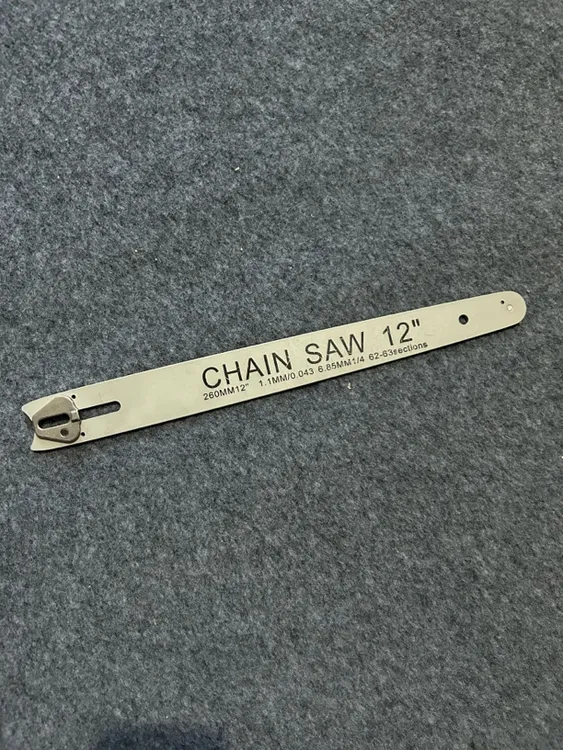 CHAIN SAW 12"
260MM12" 1.1MM/0.043 6.85MM1/4 62-63sections